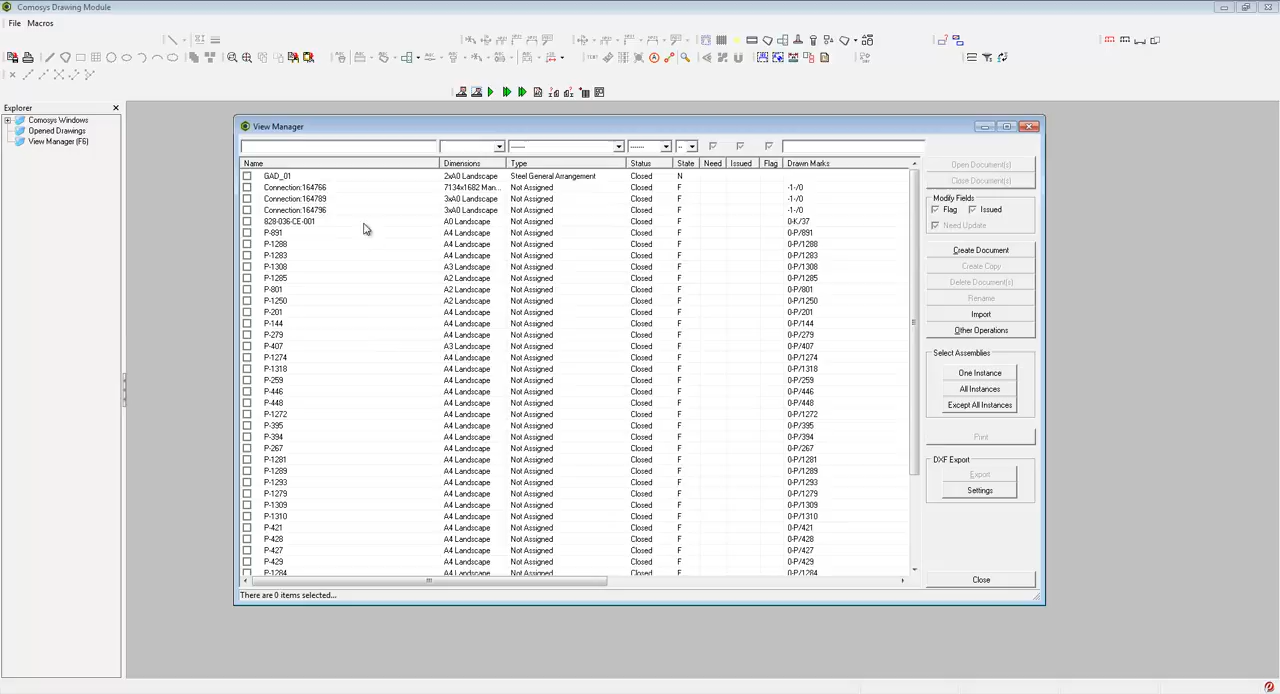 Comosys Drawing Module
File Macros
Explorer
Comosys Windows
Opened Drawings
View Manager (F6)
View Manager
Name Dimensions Type Status State Need Issued Flag Drawn Marks
GAD_01 2xA0 Landscape Steel General Arrangement Closed N
Connection:164766 7134x1682 Man... Not Assigned Closed F -1-/0
Connection:164789 3xA0 Landscape Not Assigned Closed F -1-/0
Connection:164796 3xA0 Landscape Not Assigned Closed F -1-/0
828-036-CE-001 A0 Landscape Not Assigned Closed F 0-K/37
P-891 A4 Landscape Not Assigned Closed F 0-P/891
P-1288 A4 Landscape Not Assigned Closed F 0-P/1288
P-1283 A4 Landscape Not Assigned Closed F 0-P/1283
P-1308 A3 Landscape Not Assigned Closed F 0-P/1308
P-1285 A2 Landscape Not Assigned Closed F 0-P/1285
P-801 A2 Landscape Not Assigned Closed F 0-P/801
P-1250 A2 Landscape Not Assigned Closed F 0-P/1250
P-201 A4 Landscape Not Assigned Closed F 0-P/201
P-144 A4 Landscape Not Assigned Closed F 0-P/144
P-279 A4 Landscape Not Assigned Closed F 0-P/279
P-407 A3 Landscape Not Assigned Closed F 0-P/407
P-1274 A4 Landscape Not Assigned Closed F 0-P/1274
P-1318 A4 Landscape Not Assigned Closed F 0-P/1318
P-259 A4 Landscape Not Assigned Closed F 0-P/259
P-446 A4 Landscape Not Assigned Closed F 0-P/446
P-448 A4 Landscape Not Assigned Closed F 0-P/448
P-1272 A4 Landscape Not Assigned Closed F 0-P/1272
P-395 A4 Landscape Not Assigned Closed F 0-P/395
P-394 A4 Landscape Not Assigned Closed F 0-P/394
P-267 A4 Landscape Not Assigned Closed F 0-P/267
P-1281 A4 Landscape Not Assigned Closed F 0-P/1281
P-1289 A4 Landscape Not Assigned Closed F 0-P/1289
P-1293 A4 Landscape Not Assigned Closed F 0-P/1293
P-1279 A4 Landscape Not Assigned Closed F 0-P/1279
P-1309 A4 Landscape Not Assigned Closed F 0-P/1309
P-1310 A4 Landscape Not Assigned Closed F 0-P/1310
P-421 A4 Landscape Not Assigned Closed F 0-P/421
P-428 A4 Landscape Not Assigned Closed F 0-P/428
P-427 A4 Landscape Not Assigned Closed F 0-P/427
P-429 A4 Landscape Not Assigned Closed F 0-P/429
P-1284 A4 Landscape Not Assigned Closed F 0-P/1284
There are 0 items selected...
Open Document(s)
Close Document(s)
Modify Fields
Flag Issued
Need Update
Create Document
Create Copy
Delete Document(s)
Rename
Import
Other Operations
Select Assemblies
One Instance
All Instances
Except All Instances
Print
DXF Export
Export
Settings
Close